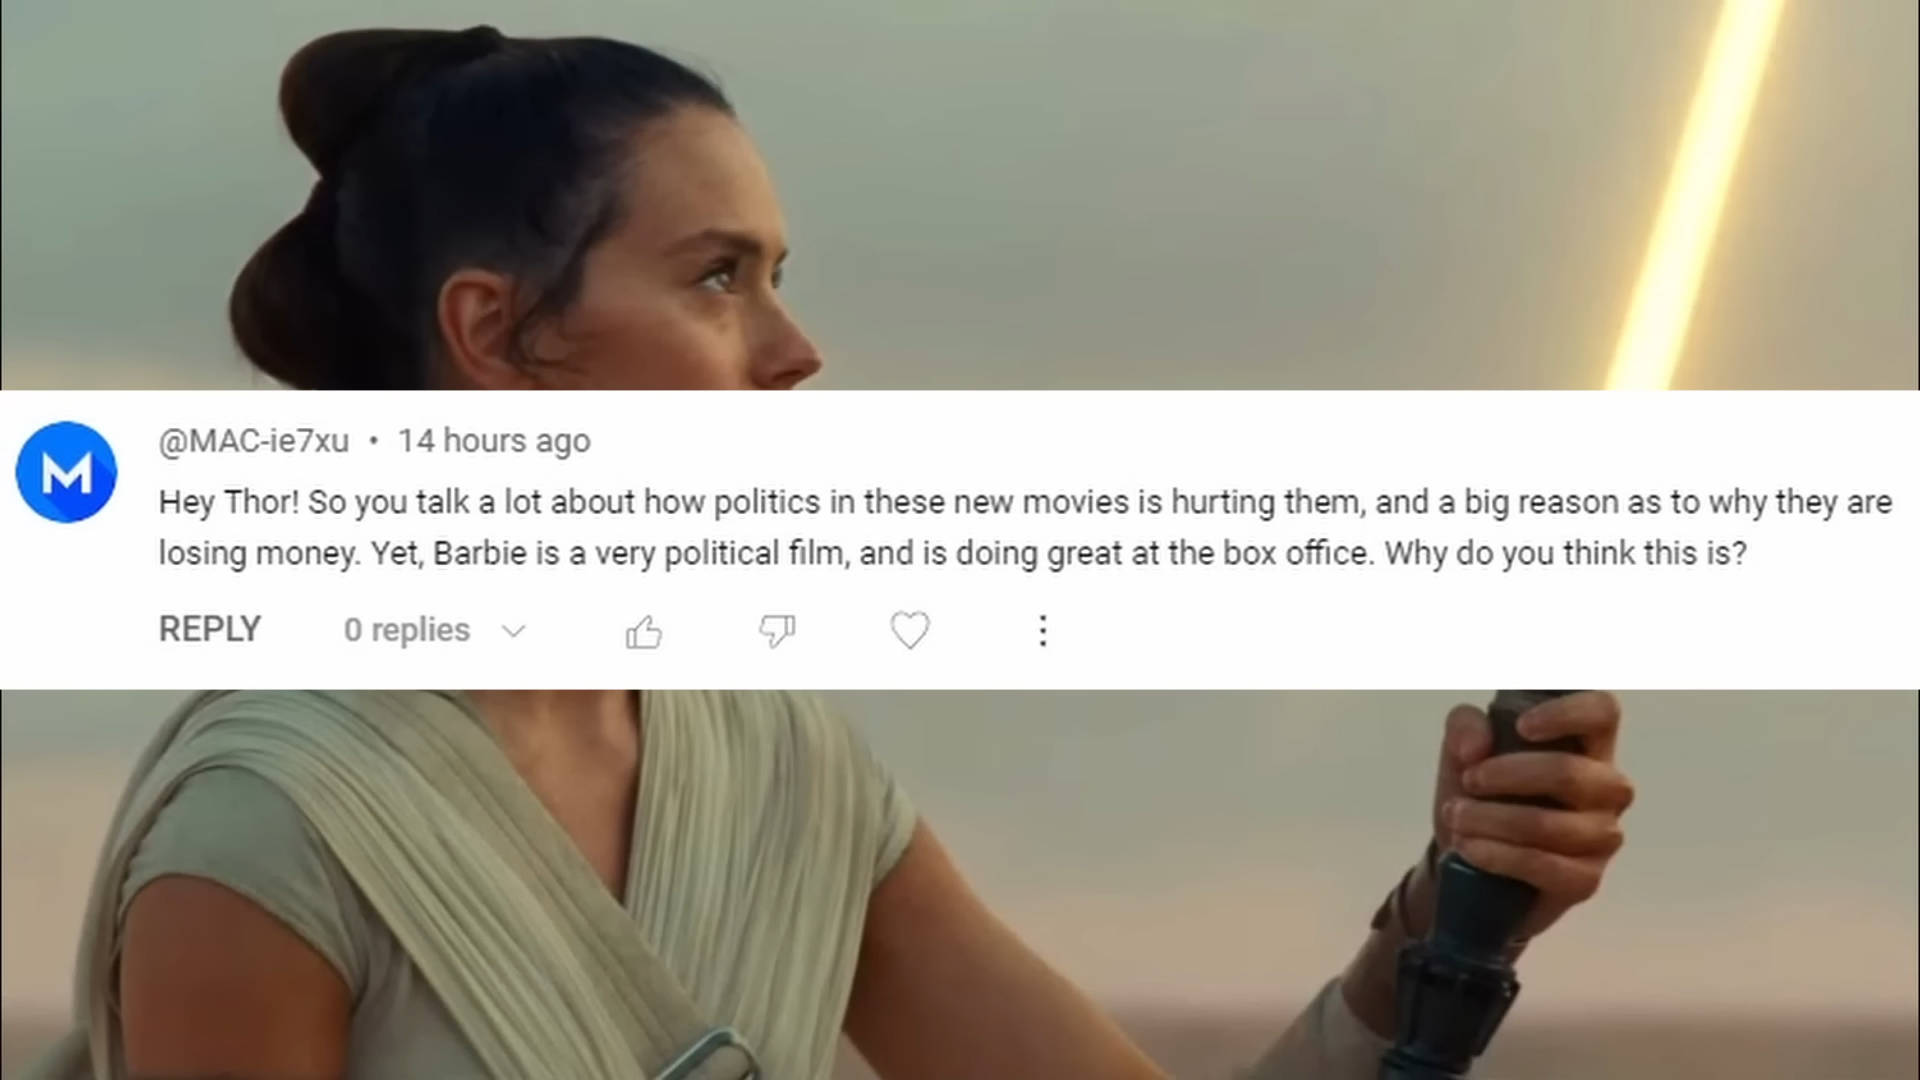 @MAC-ie7xu • 14 hours ago
Hey Thor! So you talk a lot about how politics in these new movies is hurting them, and a big reason as to why they are
losing money. Yet, Barbie is a very political film, and is doing great at the box office. Why do you think this is?
REPLY 0 replies